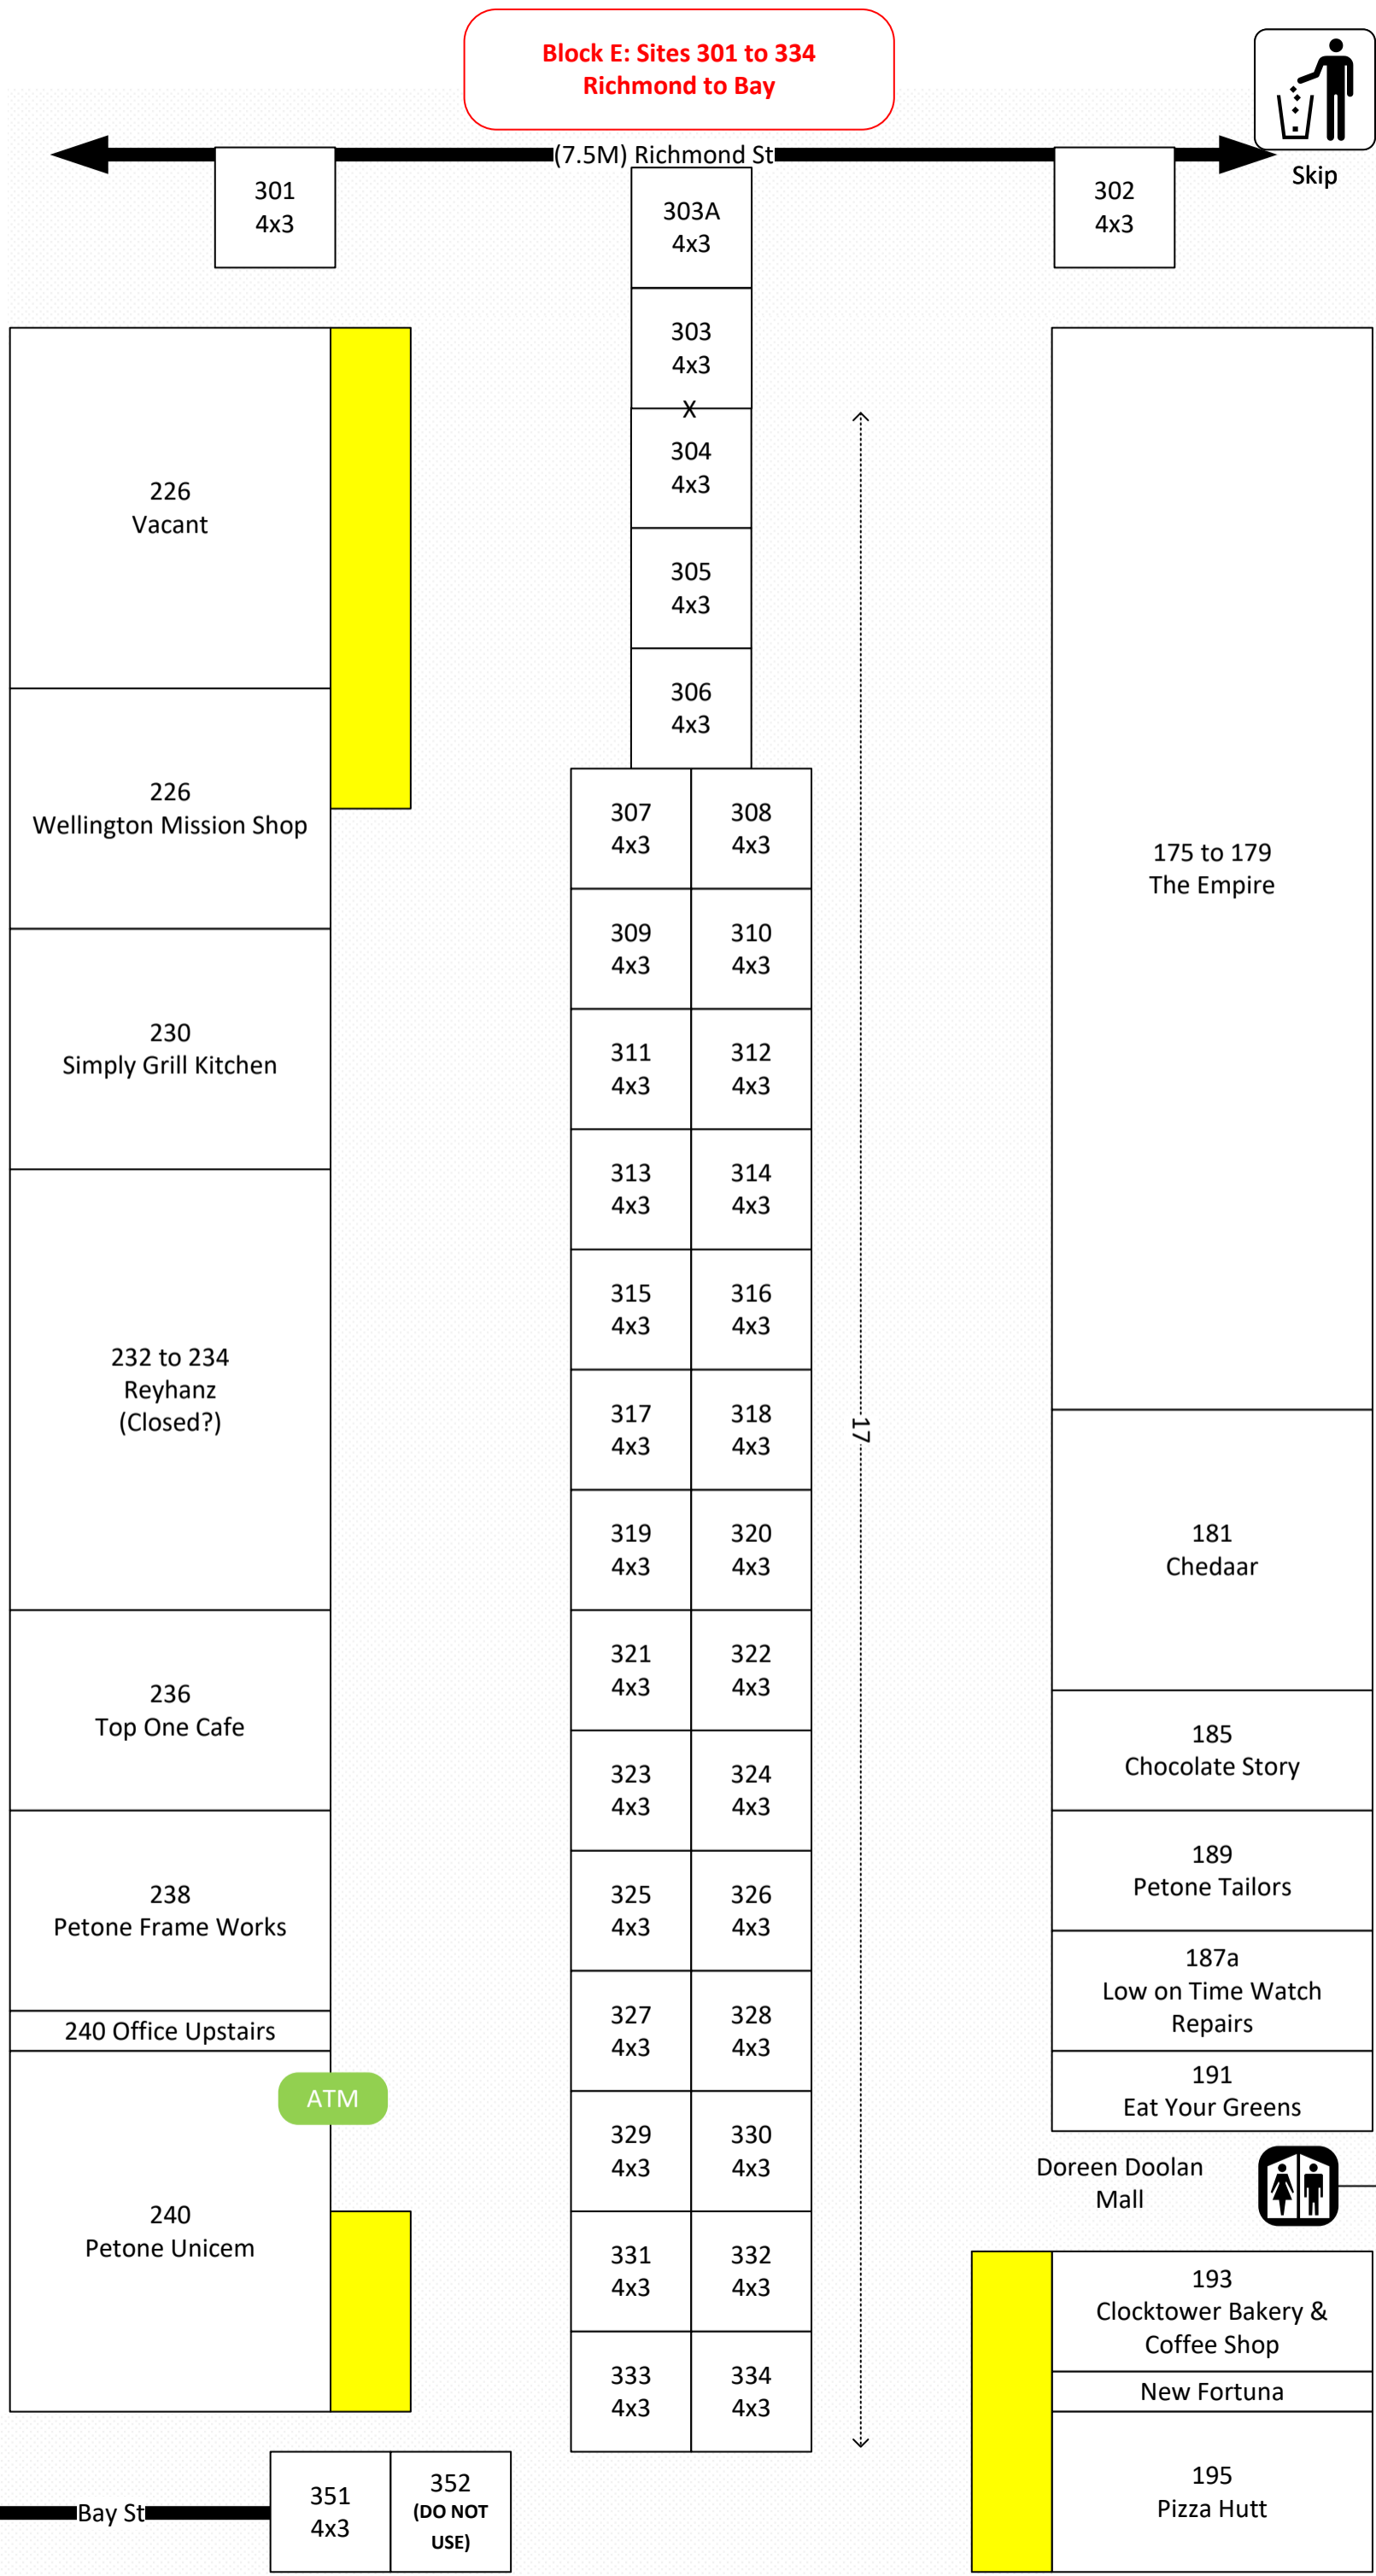 Block E: Sites 301 to 334
Richmond to Bay
Skip
(7.5M) Richmond St
301
4x3
303A
4x3
302
4x3
303
4x3
X
304
4x3
305
4x3
306
4x3
226
Vacant
226
Wellington Mission Shop
230
Simply Grill Kitchen
232 to 234
Reyhanz
(Closed?)
236
Top One Cafe
238
Petone Frame Works
240 Office Upstairs
ATM
240
Petone Unicem
307
4x3
308
4x3
309
4x3
310
4x3
311
4x3
312
4x3
313
4x3
314
4x3
315
4x3
316
4x3
317
4x3
318
4x3
319
4x3
320
4x3
321
4x3
322
4x3
323
4x3
324
4x3
325
4x3
326
4x3
327
4x3
328
4x3
329
4x3
330
4x3
331
4x3
332
4x3
333
4x3
334
4x3
17
175 to 179
The Empire
181
Chedaar
185
Chocolate Story
189
Petone Tailors
187a
Low on Time Watch
Repairs
191
Eat Your Greens
Doreen Doolan
Mall
193
Clocktower Bakery &
Coffee Shop
New Fortuna
195
Pizza Hutt
Bay St
351
4x3
352
(DO NOT
USE)